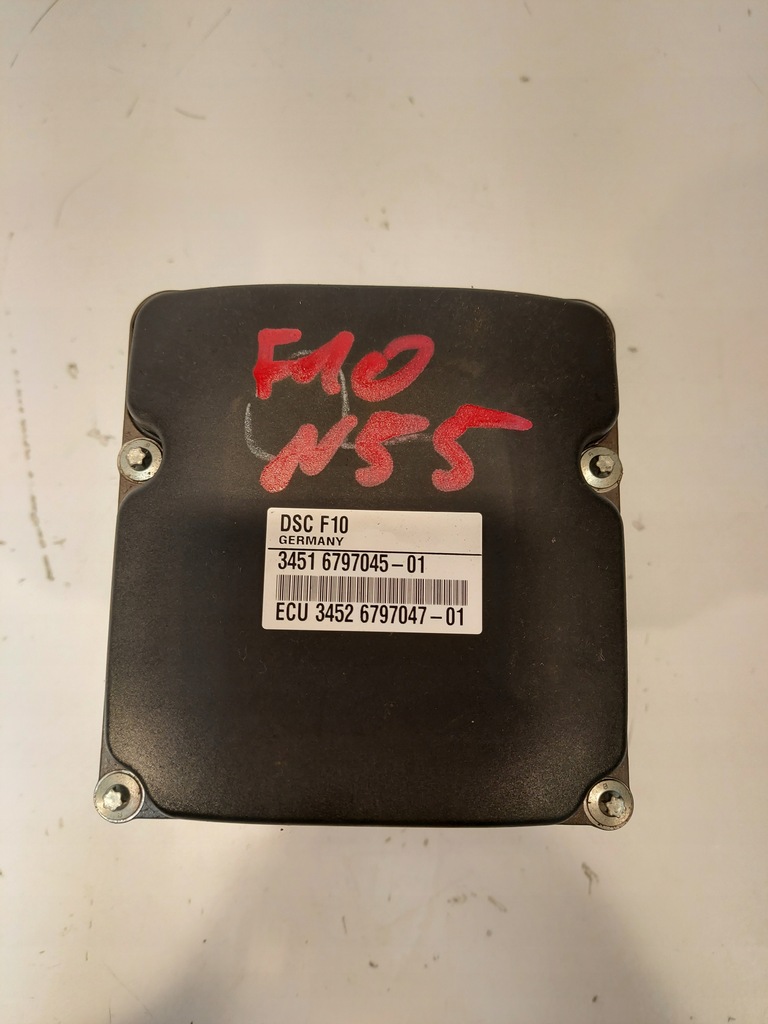 F10
N55
DSC F10
GERMANY
3451 6797045-01
ECU 3452 6797047-01